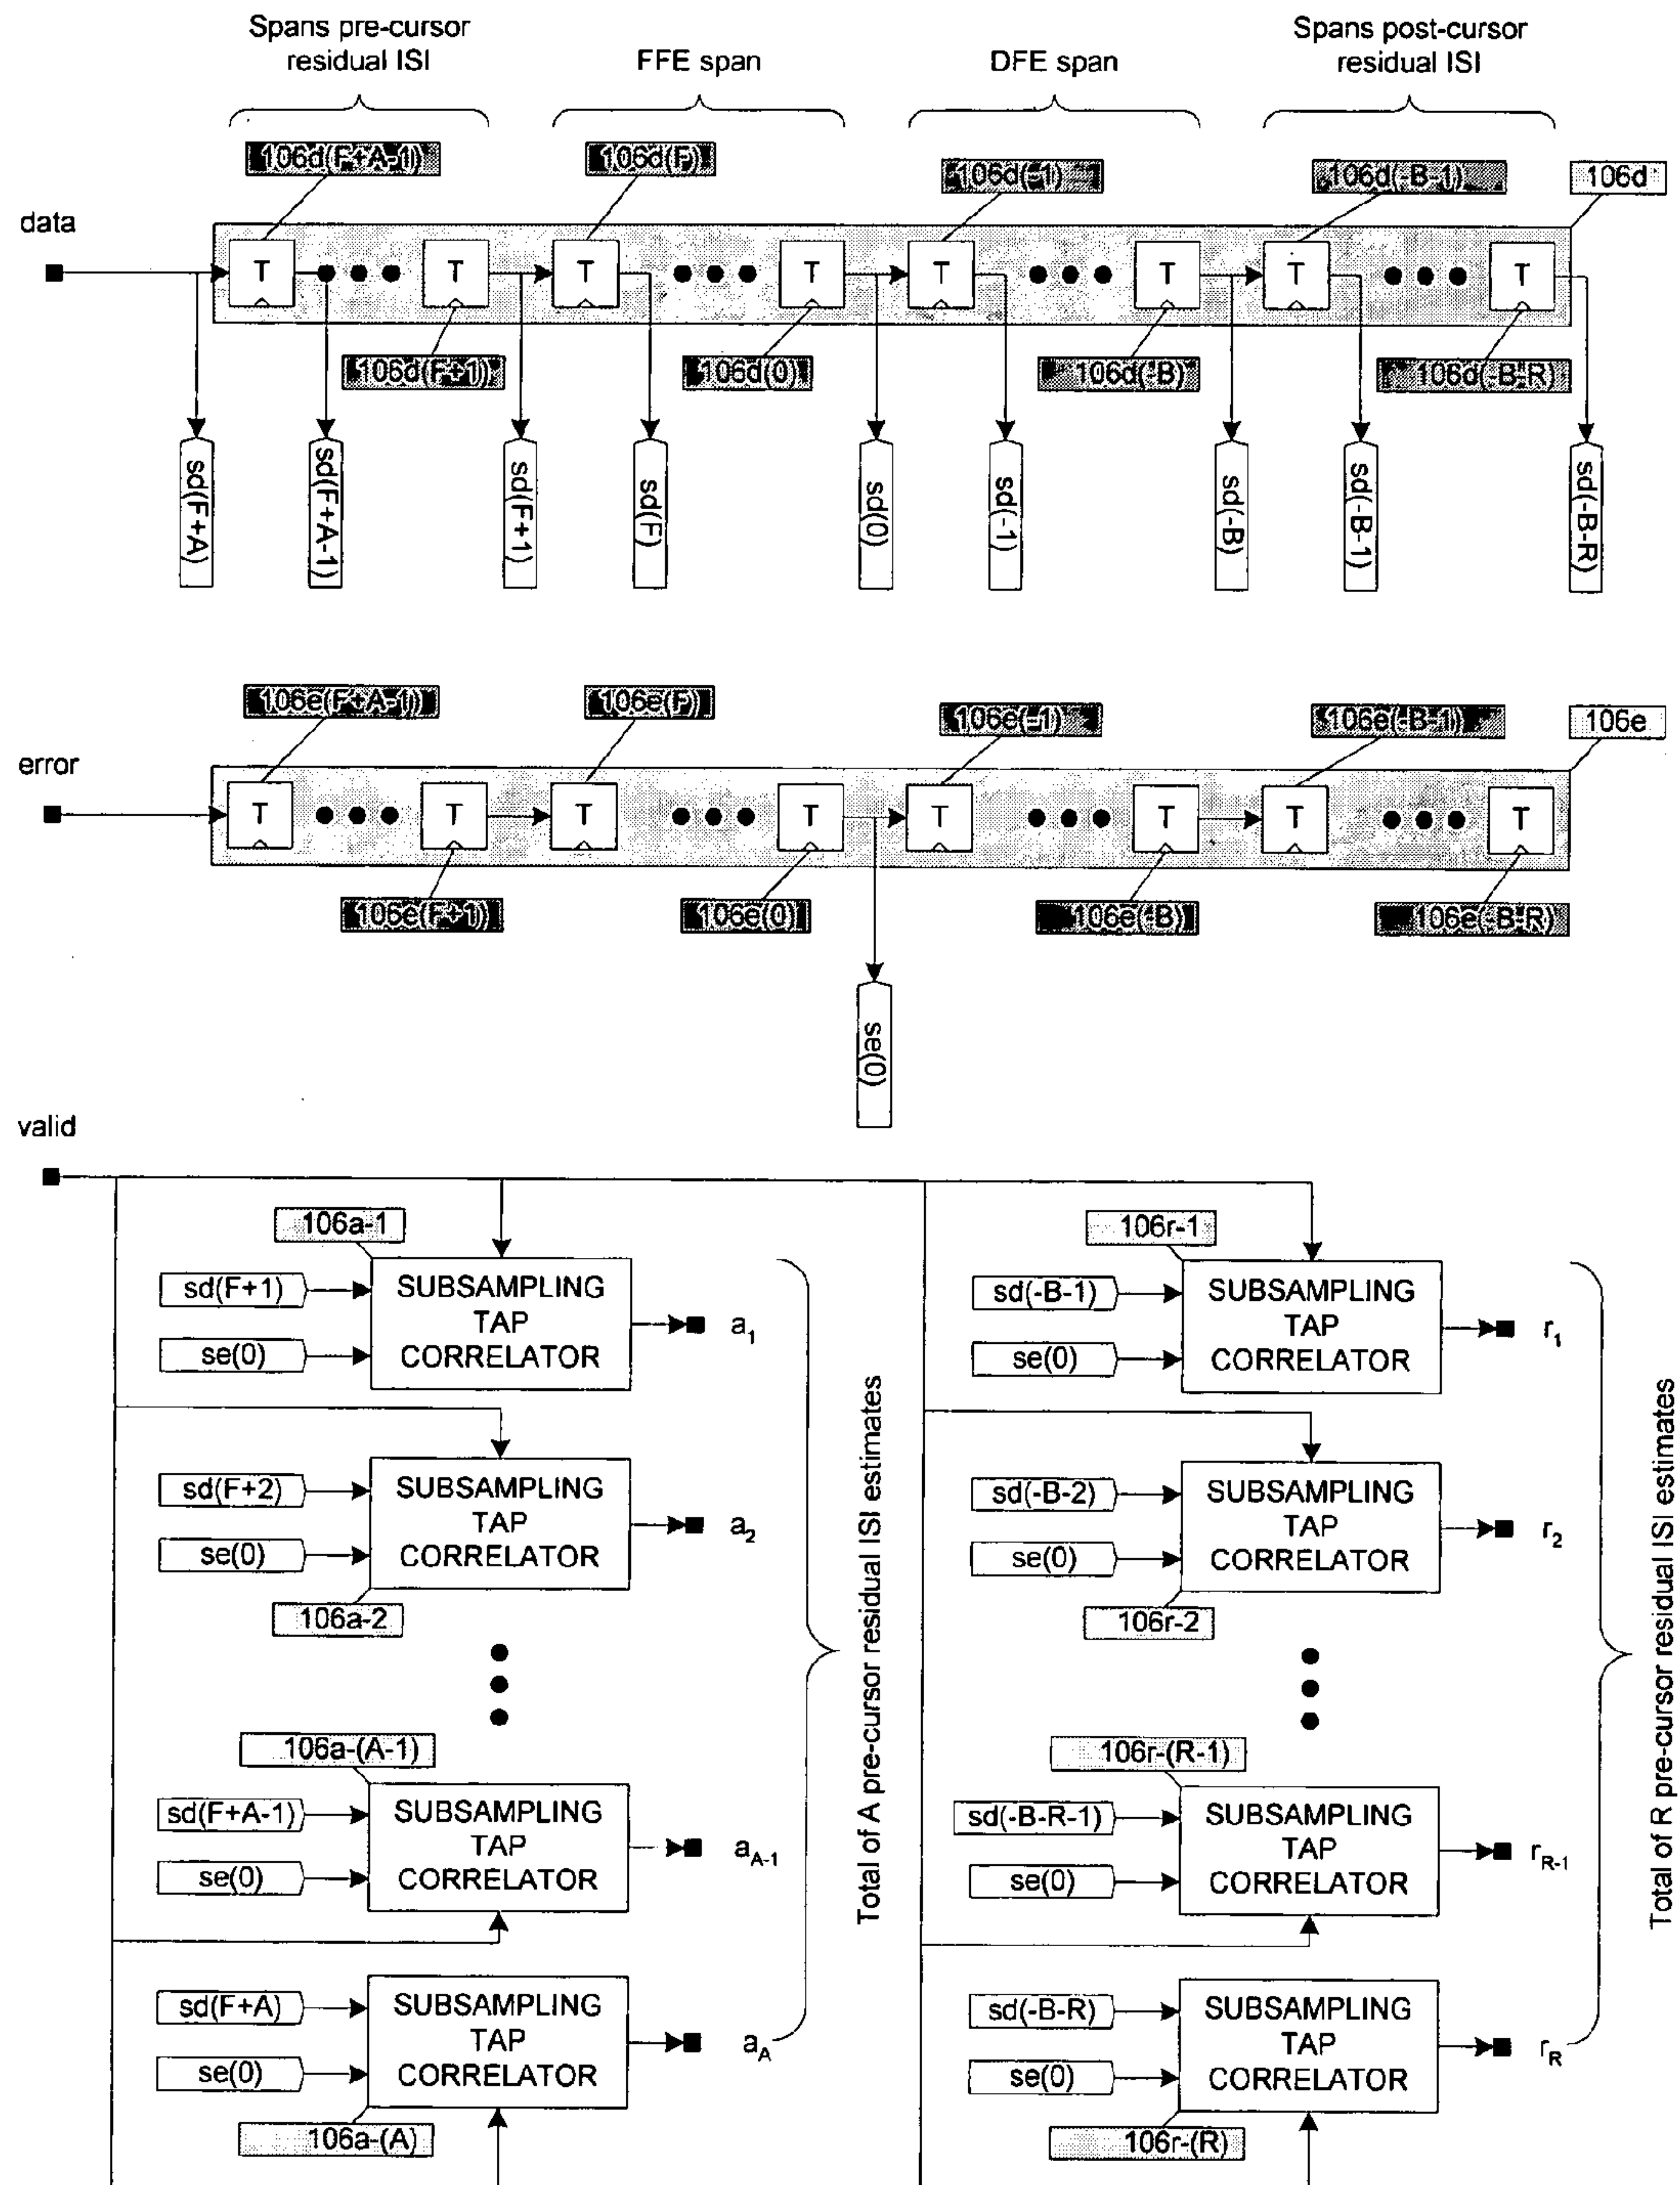 Spans pre-cursor
residual ISI
FFE span
DFE span
Spans post-cursor
residual ISI
106d(F+A-1)
106d(F)
106d(-1)
106d(-B-1)
106d
data
T
T
T
T
T
T
T
T
106d(F+1)
106d(0)
106d(-B)
106d(-B-R)
sd(F+A)
sd(F+A-1)
sd(F+1)
sd(F)
sd(0)
sd(-1)
sd(-B)
sd(-B-1)
sd(-B-R)
106e(F+A-1)
106e(F)
106e(-1)
106e(-B-1)
106e
error
T
T
T
T
T
T
T
T
106e(F+1)
106e(0)
106e(-B)
106e(-B-R)
se(0)
valid
106a-1
sd(F+1)
se(0)
SUBSAMPLING
TAP
CORRELATOR
a1
sd(F+2)
se(0)
SUBSAMPLING
TAP
CORRELATOR
a2
106a-2
106a-(A-1)
sd(F+A-1)
se(0)
SUBSAMPLING
TAP
CORRELATOR
aA-1
sd(F+A)
se(0)
SUBSAMPLING
TAP
CORRELATOR
aA
106a-(A)
Total of A pre-cursor residual ISI estimates
106r-1
sd(-B-1)
se(0)
SUBSAMPLING
TAP
CORRELATOR
r1
sd(-B-2)
se(0)
SUBSAMPLING
TAP
CORRELATOR
r2
106r-2
106r-(R-1)
sd(-B-R-1)
se(0)
SUBSAMPLING
TAP
CORRELATOR
rR-1
sd(-B-R)
se(0)
SUBSAMPLING
TAP
CORRELATOR
rR
106r-(R)
Total of R pre-cursor residual ISI estimates